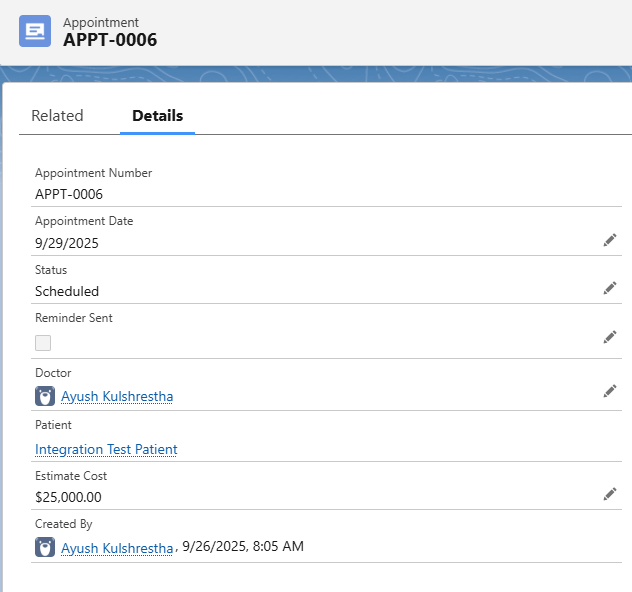 Appointment
APPT-0006
Related Details
Appointment Number
APPT-0006
Appointment Date
9/29/2025
Status
Scheduled
Reminder Sent
Doctor
Ayush Kulshrestha
Patient
Integration Test Patient
Estimate Cost
$25,000.00
Created By
Ayush Kulshrestha, 9/26/2025, 8:05 AM